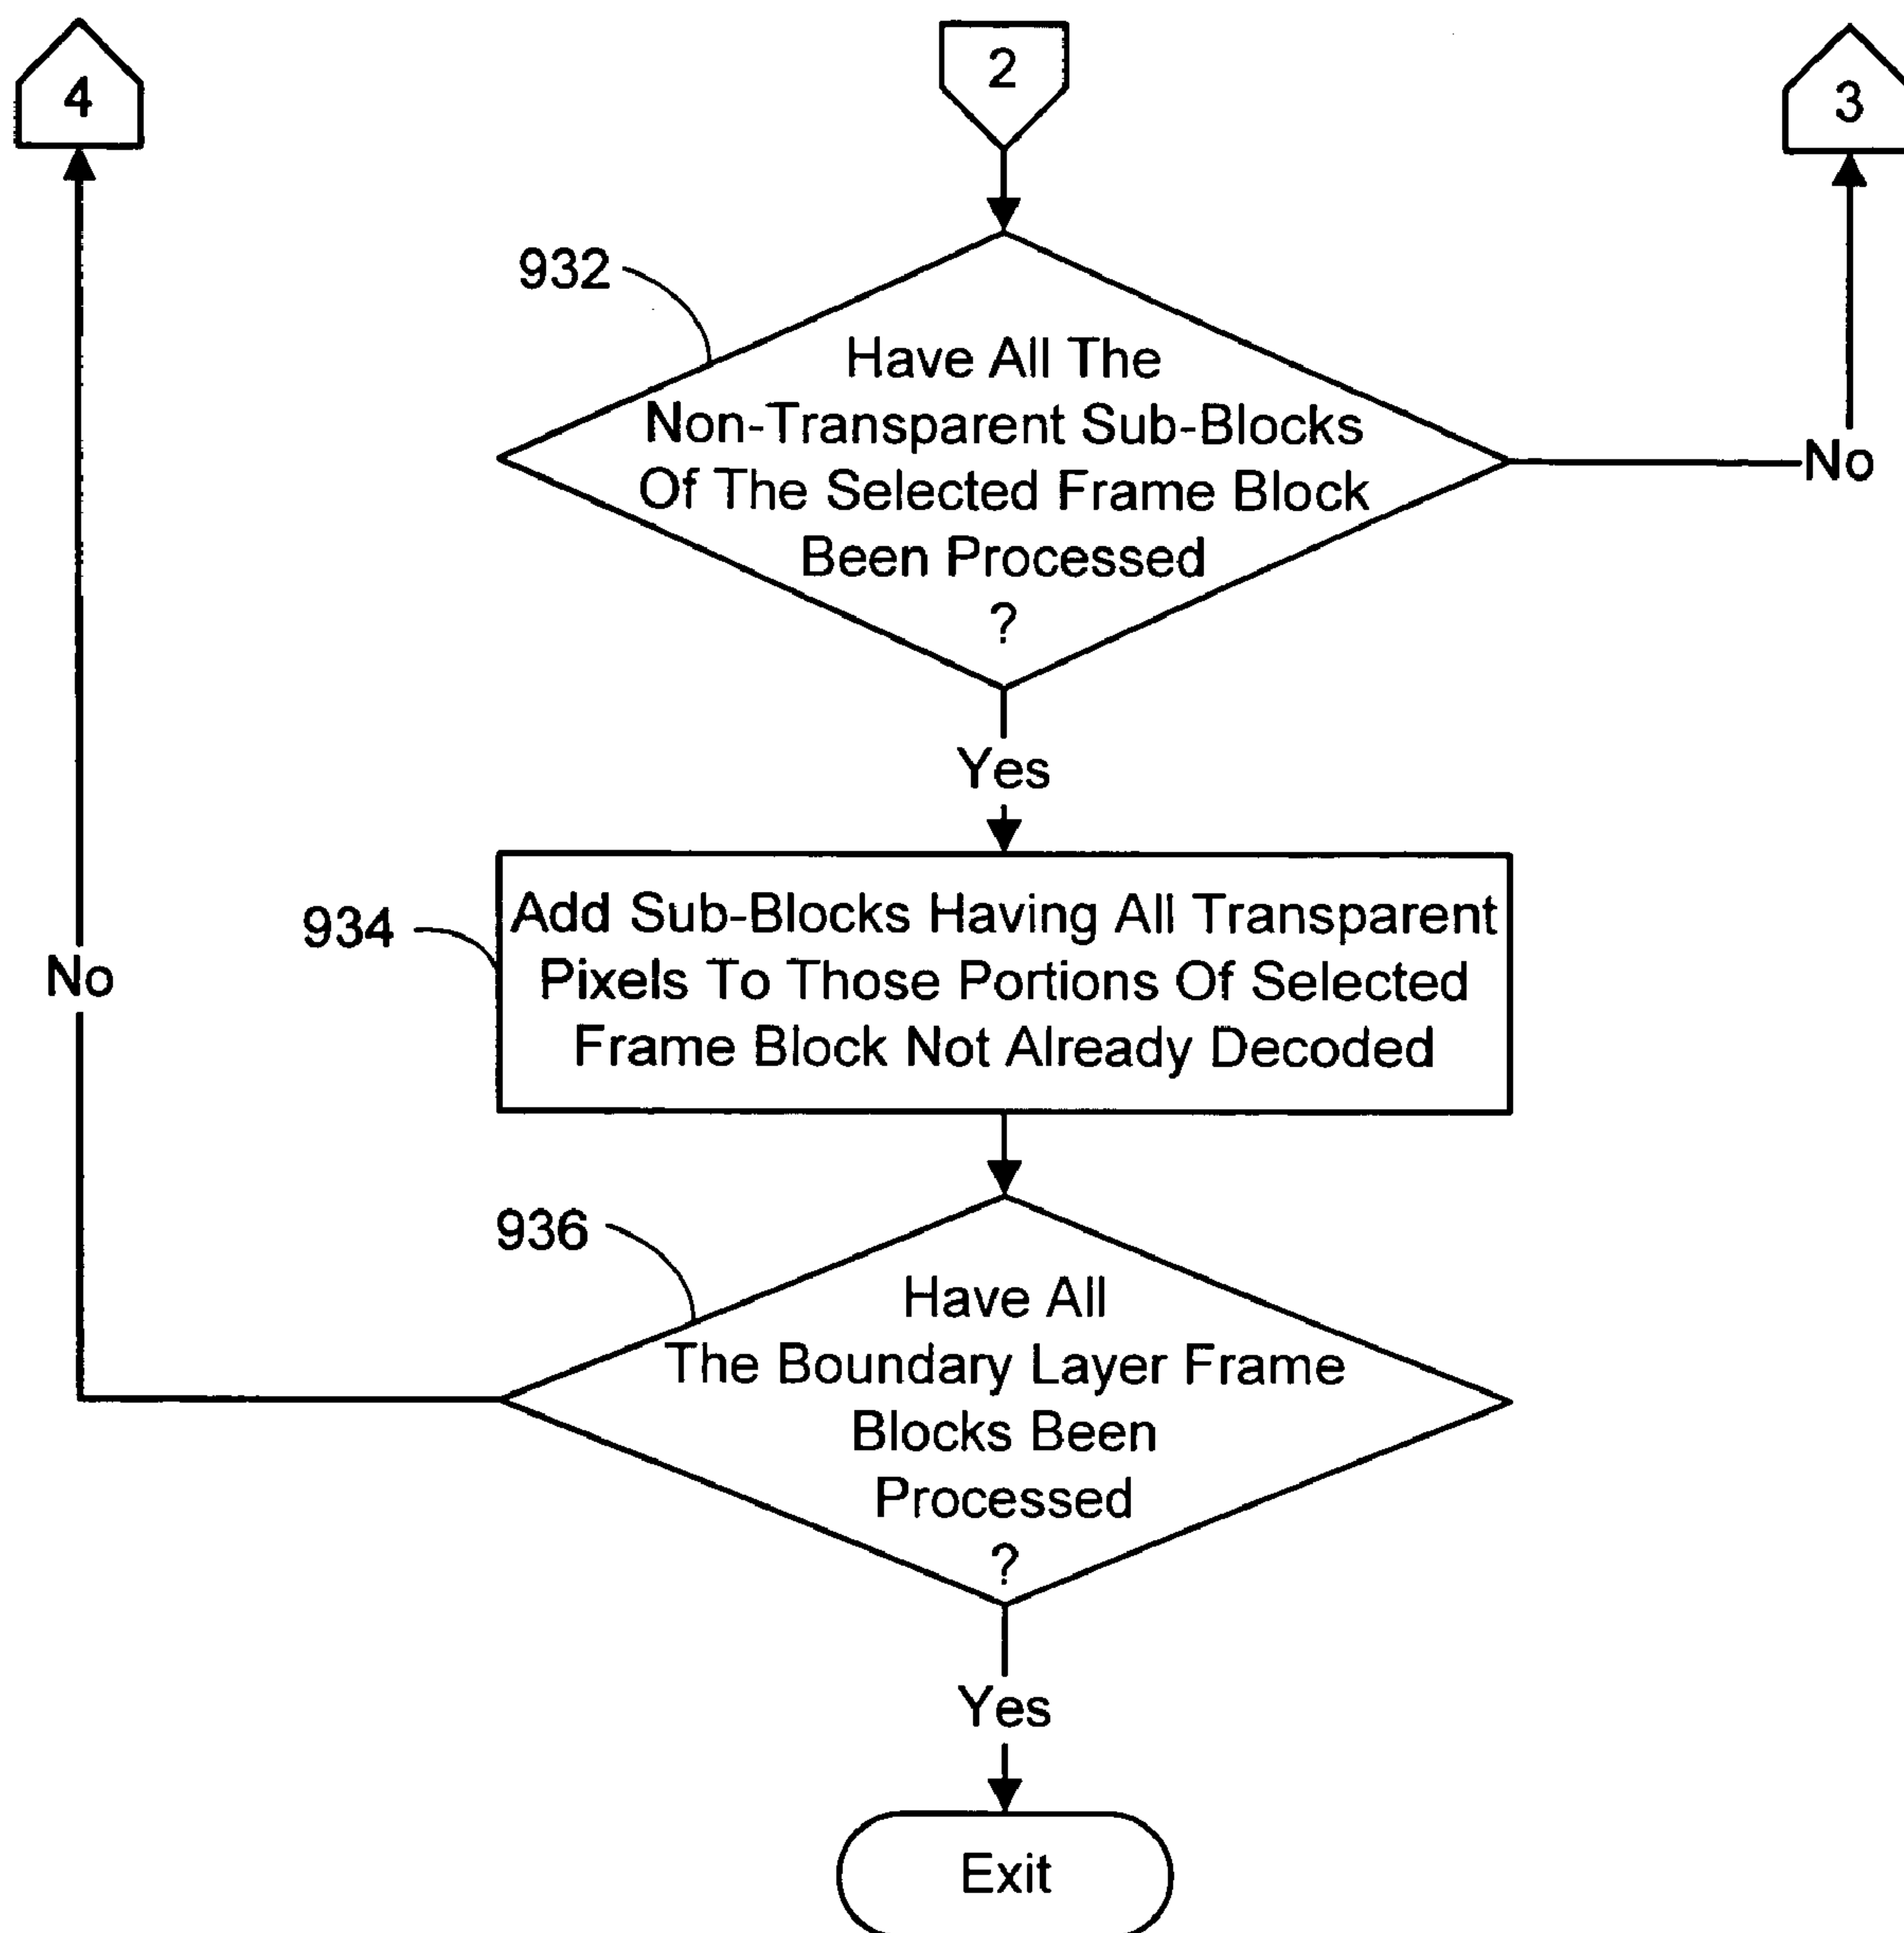 4
2
3
932
Have All The
Non-Transparent Sub-Blocks
Of The Selected Frame Block
Been Processed
?
No
Yes
934
Add Sub-Blocks Having All Transparent
Pixels To Those Portions Of Selected
Frame Block Not Already Decoded
No
936
Have All
The Boundary Layer Frame
Blocks Been
Processed
?
Yes
Exit